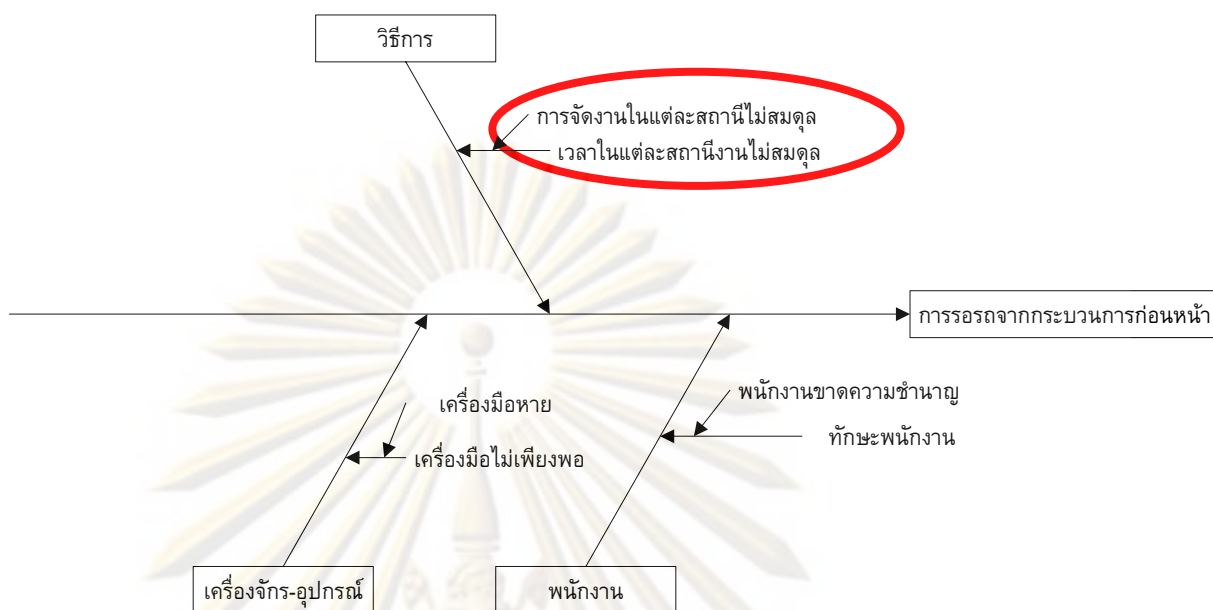 วิธีการ
การจัดงานในแต่ละสถานีไม่สมดุล
เวลาในแต่ละสถานีงานไม่สมดุล
การรอรถจากกระบวนการก่อนหน้า
พนักงานขาดความชำนาญ
เครื่องมือหาย
ทักษะพนักงาน
เครื่องมือไม่เพียงพอ
เครื่องจักร-อุปกรณ์
พนักงาน